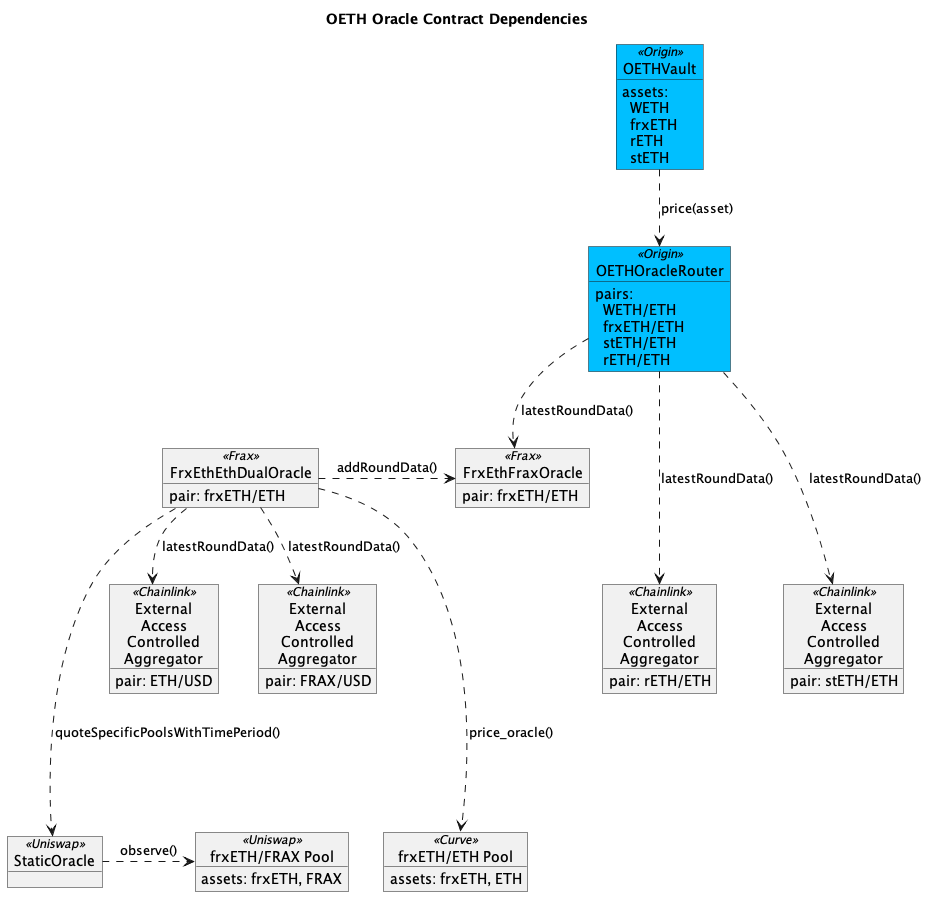 OETH Oracle Contract Dependencies
«Origin»
OETHVault
assets:
WETH
frxETH
rETH
stETH
price(asset)
«Origin»
OETHOracleRouter
pairs:
WETH/ETH
frxETH/ETH
stETH/ETH
rETH/ETH
latestRoundData()
«Frax»
FrxEthEthDualOracle
pair: frxETH/ETH
addRoundData()
«Frax»
FrxEthFraxOracle
pair: frxETH/ETH
latestRoundData()
latestRoundData()
latestRoundData()
latestRoundData()
«Chainlink»
External
Access
Controlled
Aggregator
pair: ETH/USD
«Chainlink»
External
Access
Controlled
Aggregator
pair: FRAX/USD
«Chainlink»
External
Access
Controlled
Aggregator
pair: rETH/ETH
«Chainlink»
External
Access
Controlled
Aggregator
pair: stETH/ETH
quoteSpecificPoolsWithTimePeriod()
price_oracle()
«Uniswap»
StaticOracle
observe()
«Uniswap»
frxETH/FRAX Pool
assets: frxETH, FRAX
«Curve»
frxETH/ETH Pool
assets: frxETH, ETH